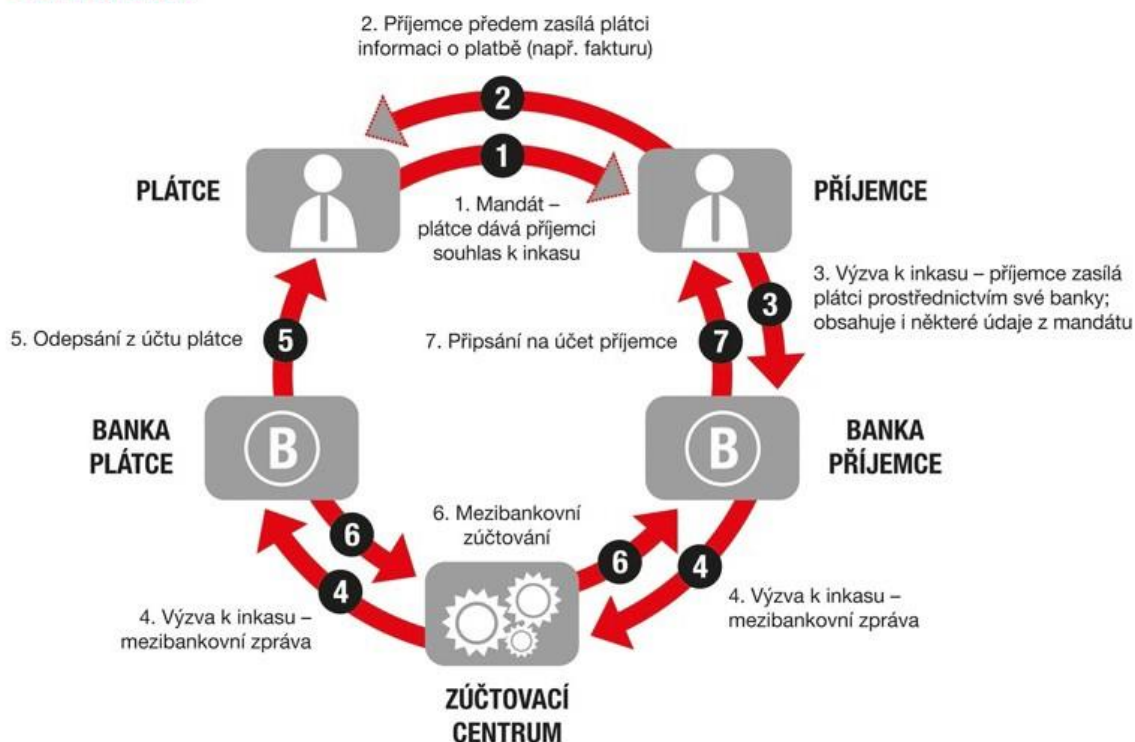 2. Příjemce předem zasílá plátci
informaci o platbě (např. fakturu)
2
1
PLÁTCE
PŘÍJEMCE
1. Mandát –
plátce dává příjemci
souhlas k inkasu
3. Výzva k inkasu – příjemce zasílá
plátci prostřednictvím své banky;
obsahuje i některé údaje z mandátu
3
5. Odepsání z účtu plátce
5
7. Připsání na účet příjemce
7
BANKA
PLÁTCE
B
B
BANKA
PŘÍJEMCE
6. Mezibankovní
zúčtování
6
6
4
4
4. Výzva k inkasu –
mezibankovní zpráva
4. Výzva k inkasu –
mezibankovní zpráva
ZÚČTOVACÍ
CENTRUM